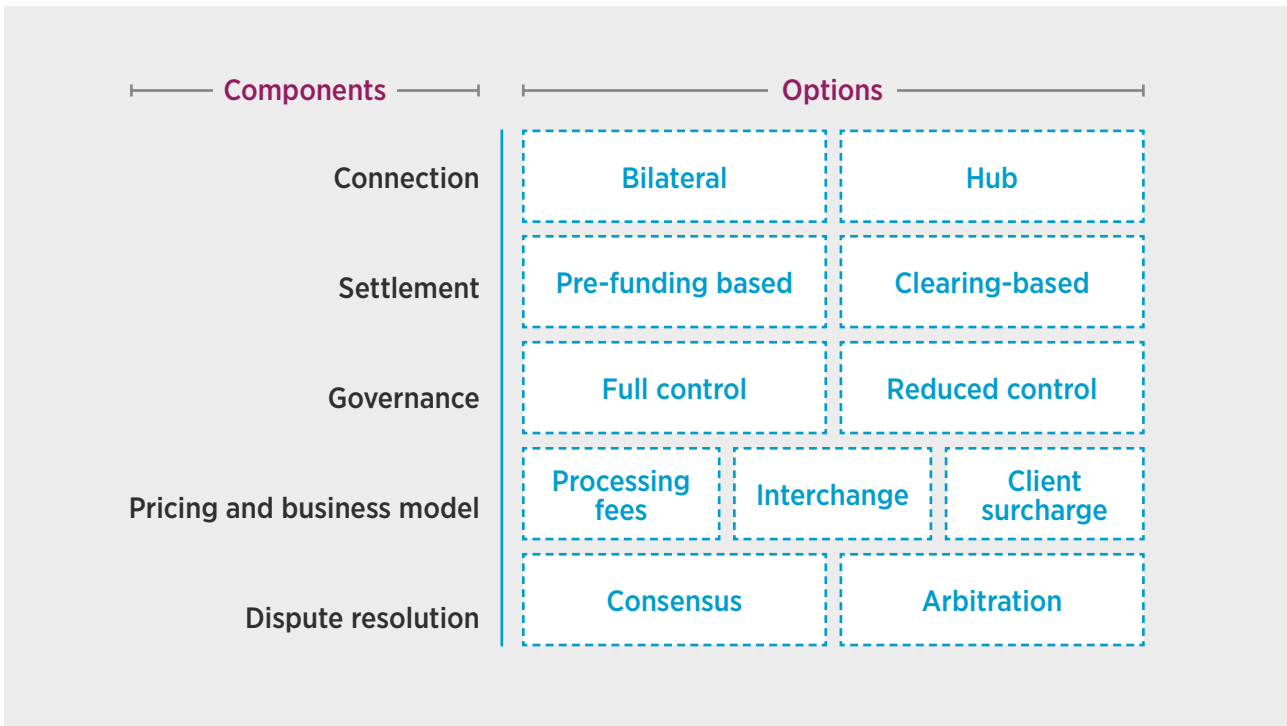 Components
Options
Connection
Bilateral
Hub
Settlement
Pre-funding based
Clearing-based
Governance
Full control
Reduced control
Pricing and business model
Processing
fees
Interchange
Client
surcharge
Dispute resolution
Consensus
Arbitration